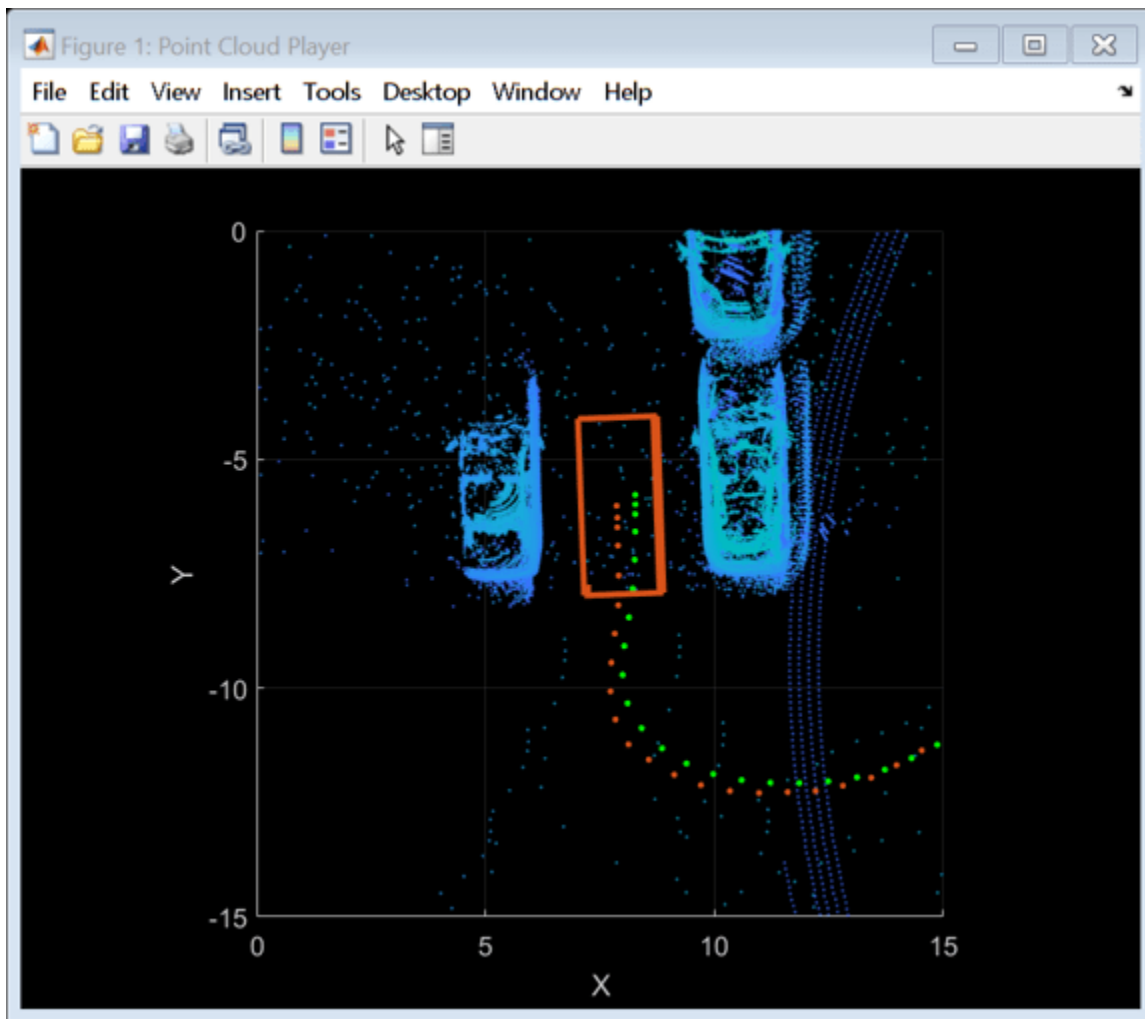 Figure 1: Point Cloud Player
File Edit View Insert Tools Desktop Window Help
0
-5
Y
-10
-15
0 5 10 15
X